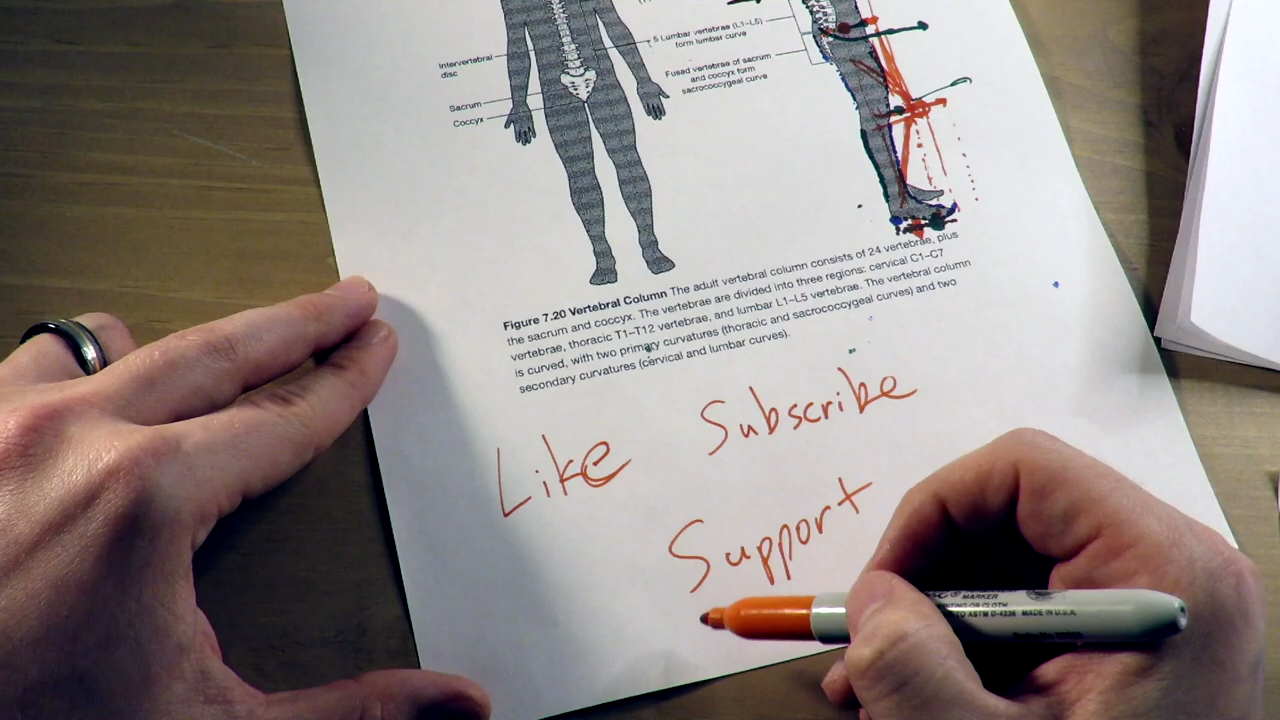 5 Lumbar vertebrae (L1–L5)
form lumbar curve
Intervertebral
disc
Fused vertebrae of sacrum
and coccyx form
sacrococcygeal curve
Sacrum
Coccyx
Figure 7.20 Vertebral Column The adult vertebral column consists of 24 vertebrae, plus
the sacrum and coccyx. The vertebrae are divided into three regions: cervical C1–C7
vertebrae, thoracic T1–T12 vertebrae, and lumbar L1–L5 vertebrae. The vertebral column
is curved, with two primary curvatures (thoracic and sacrococcygeal curves) and two
secondary curvatures (cervical and lumbar curves).
Like Subscribe
Support
MARKER
OR CLOTH
ASTM D-4236 MADE IN U.S.A.